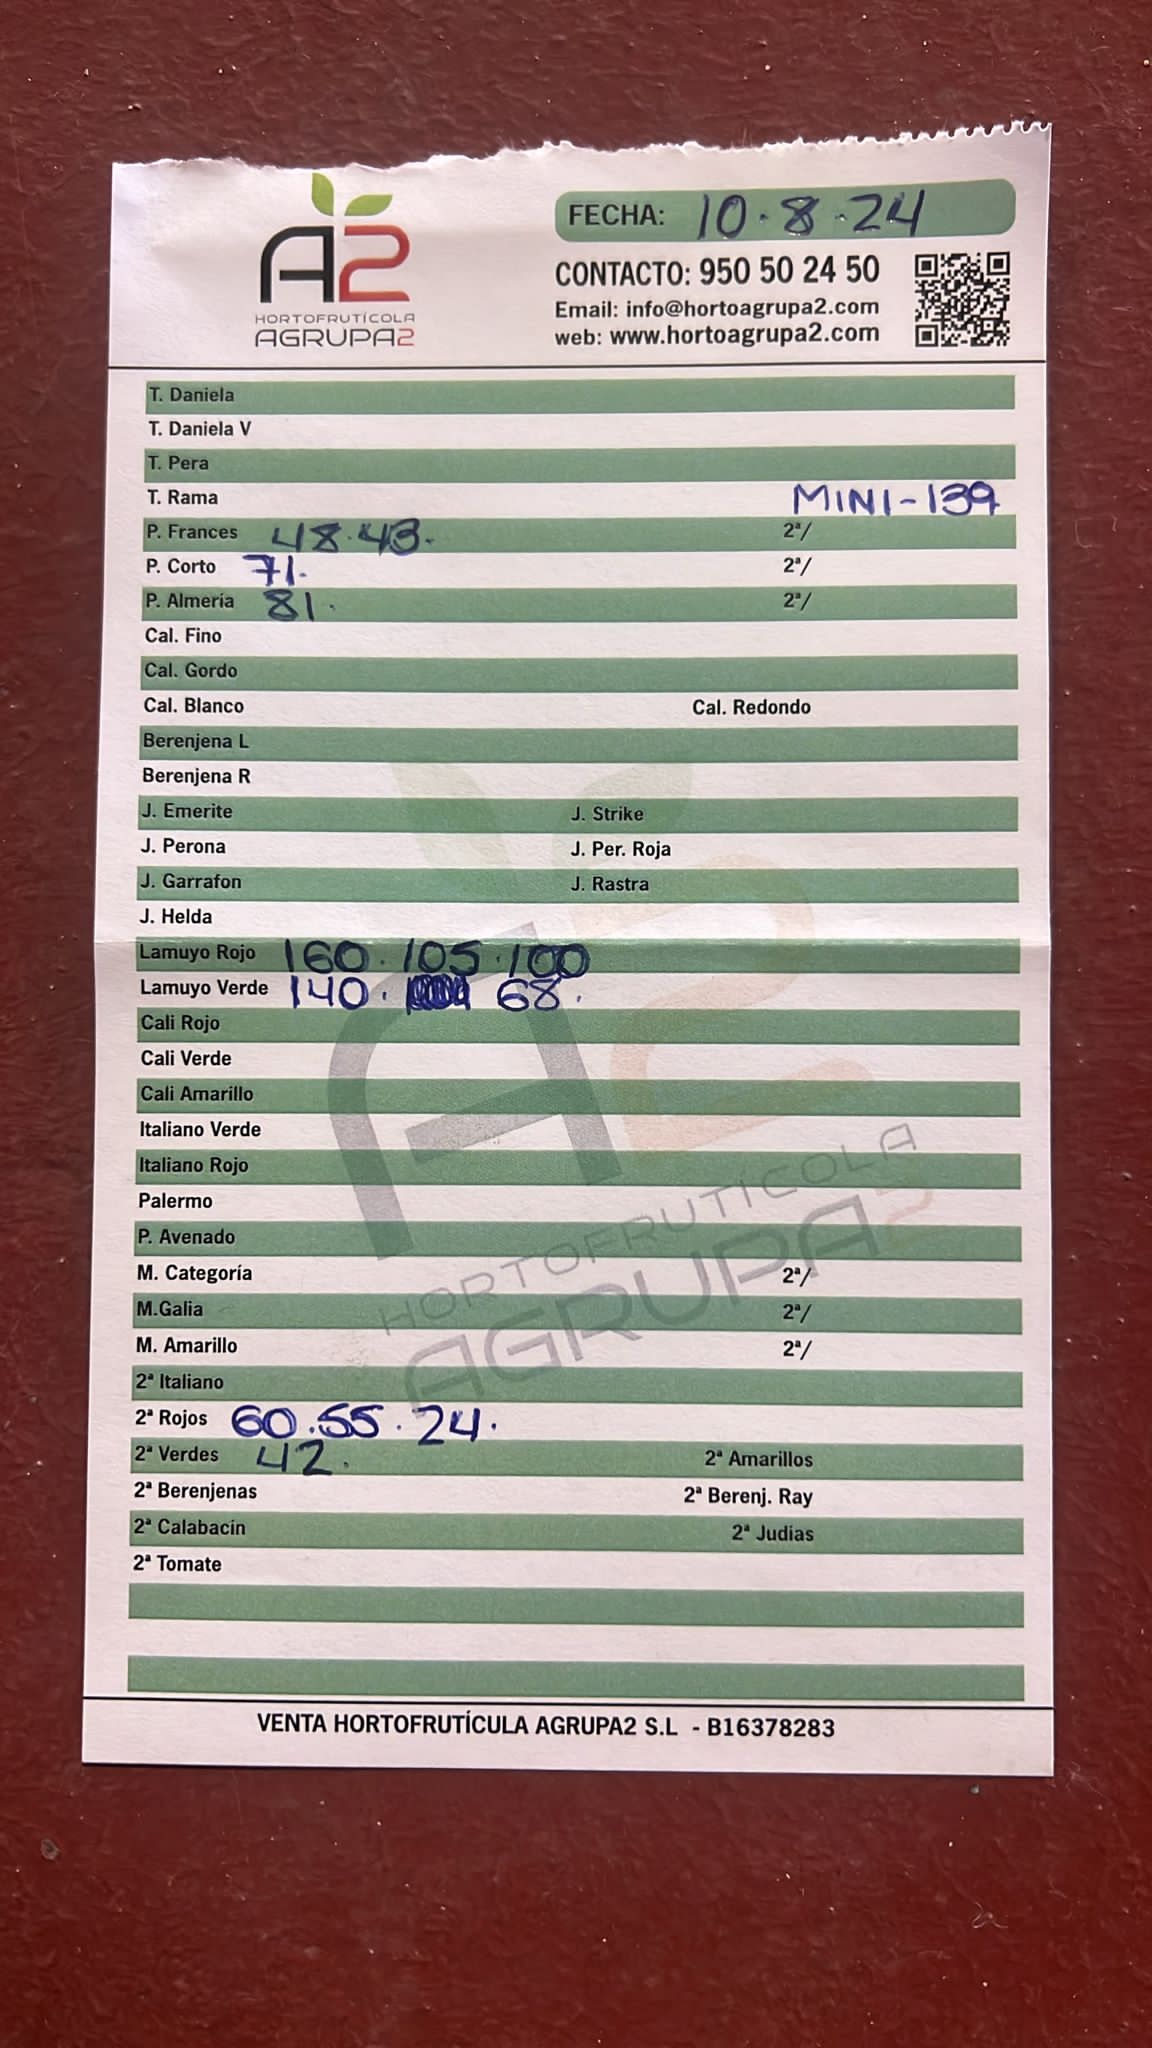 A2
HORTOFRUTÍCOLA
AGRUPA2
FECHA: 10.8.24
CONTACTO: 950 50 24 50
Email: info@hortoagrupa2.com
web: www.hortoagrupa2.com
T. Daniela
T. Daniela V
T. Pera
T. Rama MINI-139
P. Frances 48.43. 2ª/
P. Corto 71. 2ª/
P. Almería 81. 2ª/
Cal. Fino
Cal. Gordo
Cal. Blanco Cal. Redondo
Berenjena L
Berenjena R
J. Emerite J. Strike
J. Perona J. Per. Roja
J. Garrafon J. Rastra
J. Helda
Lamuyo Rojo 160.105.100
Lamuyo Verde 140. 68.
Cali Rojo
Cali Verde
Cali Amarillo
Italiano Verde
Italiano Rojo
Palermo
P. Avenado
M. Categoría 2ª/
M.Galia 2ª/
M. Amarillo 2ª/
2ª Italiano
2ª Rojos 60.55.24.
2ª Verdes 42. 2ª Amarillos
2ª Berenjenas 2ª Berenj. Ray
2ª Calabacin 2ª Judias
2ª Tomate
A2
HORTOFRUTÍCOLA
AGRUPA2
VENTA HORTOFRUTÍCULA AGRUPA2 S.L - B16378283